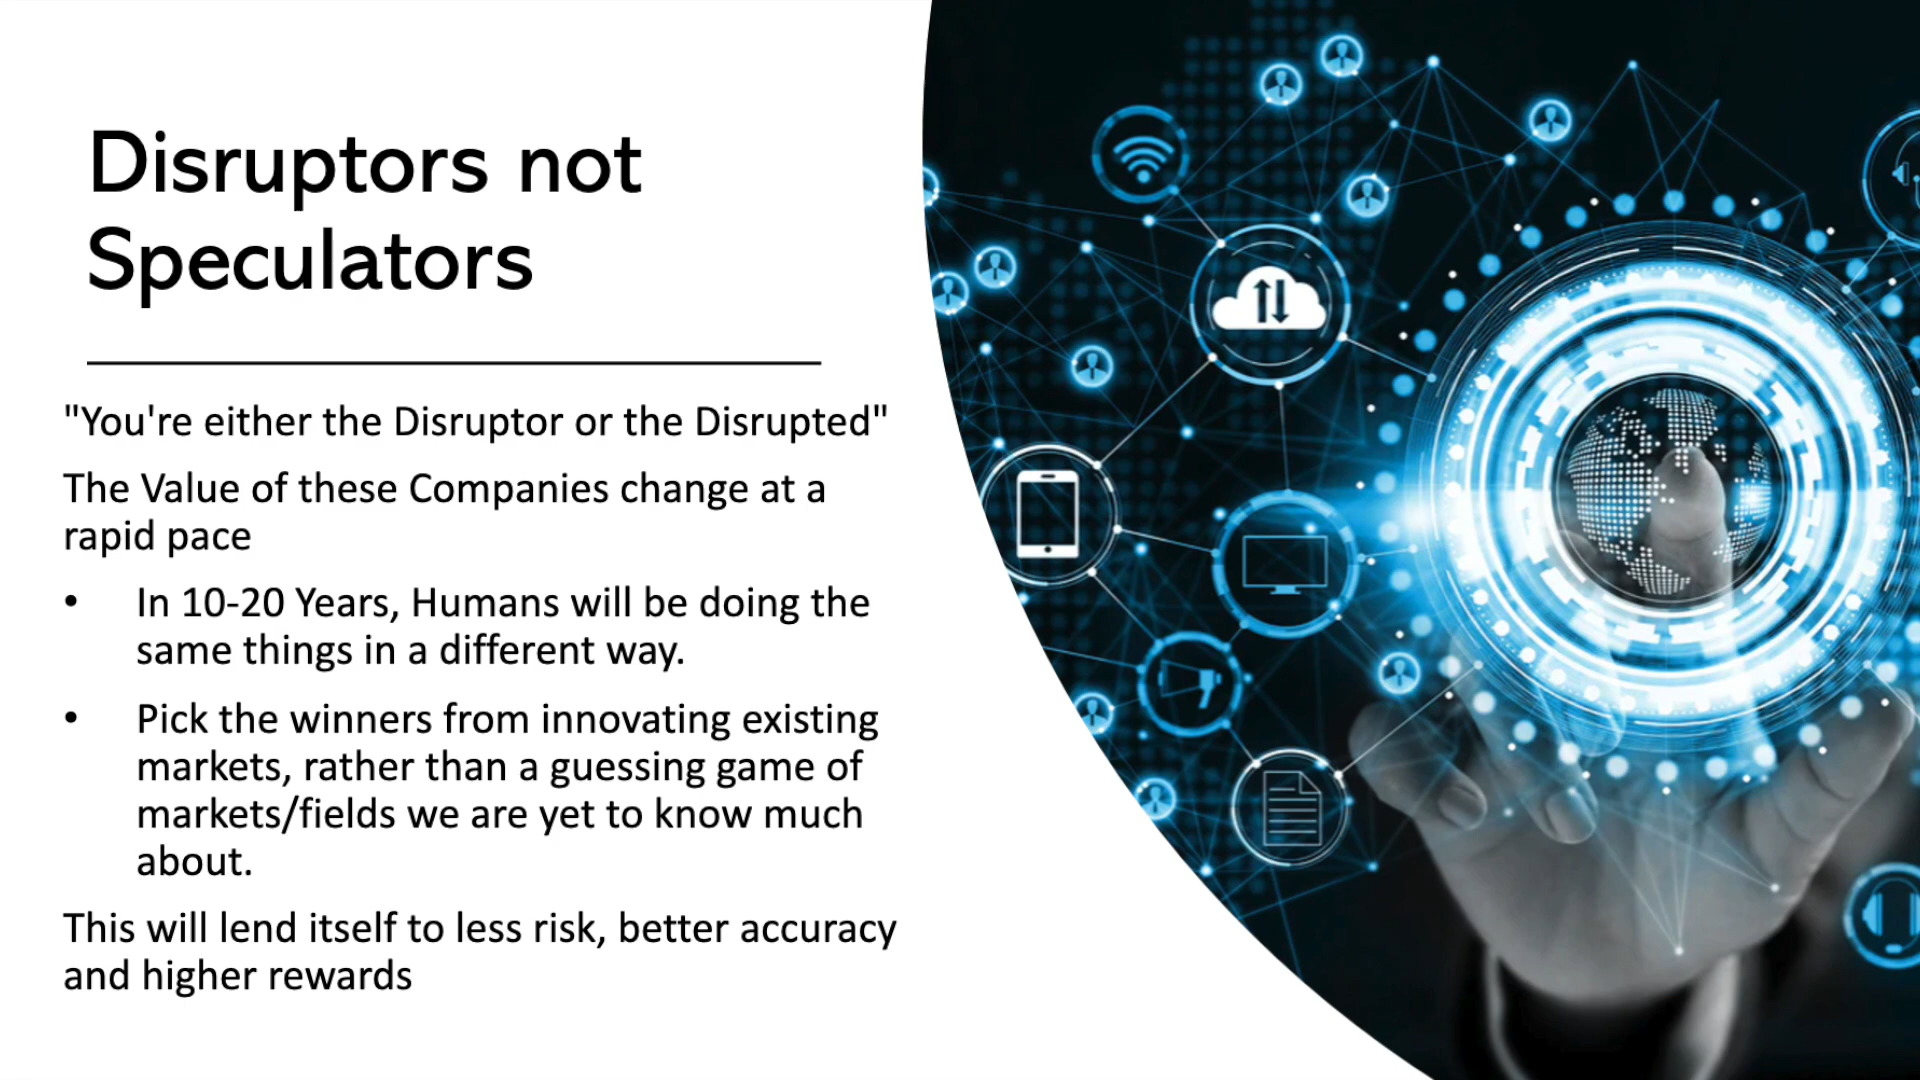 Disruptors not
Speculators
"You're either the Disruptor or the Disrupted"
The Value of these Companies change at a
rapid pace
• In 10-20 Years, Humans will be doing the
same things in a different way.
• Pick the winners from innovating existing
markets, rather than a guessing game of
markets/fields we are yet to know much
about.
This will lend itself to less risk, better accuracy
and higher rewards